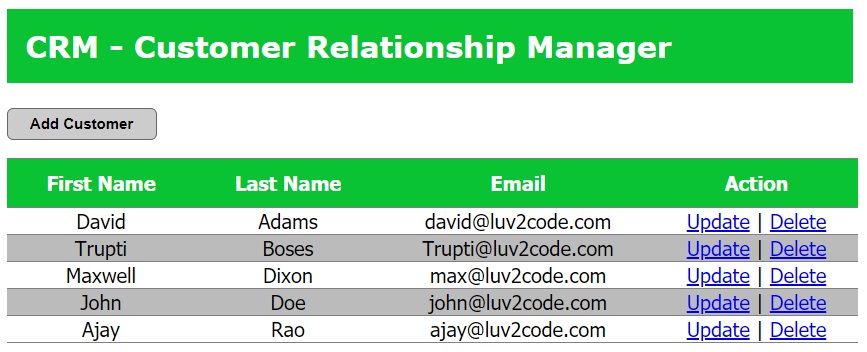 CRM - Customer Relationship Manager
Add Customer
First Name Last Name Email Action
David Adams david@luv2code.com Update | Delete
Trupti Boses Trupti@luv2code.com Update | Delete
Maxwell Dixon max@luv2code.com Update | Delete
John Doe john@luv2code.com Update | Delete
Ajay Rao ajay@luv2code.com Update | Delete